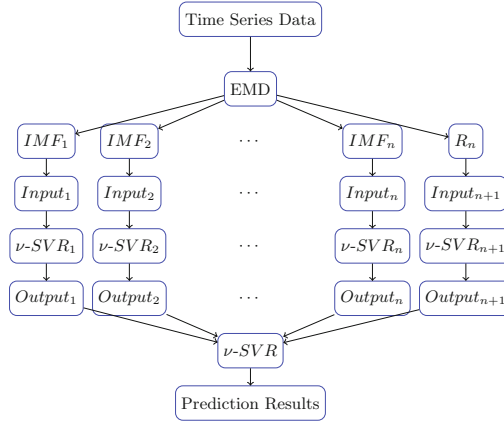 Time Series Data
EMD
IMF₁ IMF₂ ... IMFₙ Rₙ
Input₁ Input₂ ... Inputₙ Inputₙ₊₁
ν-SVR₁ ν-SVR₂ ... ν-SVRₙ ν-SVRₙ₊₁
Output₁ Output₂ ... Outputₙ Outputₙ₊₁
ν-SVR
Prediction Results